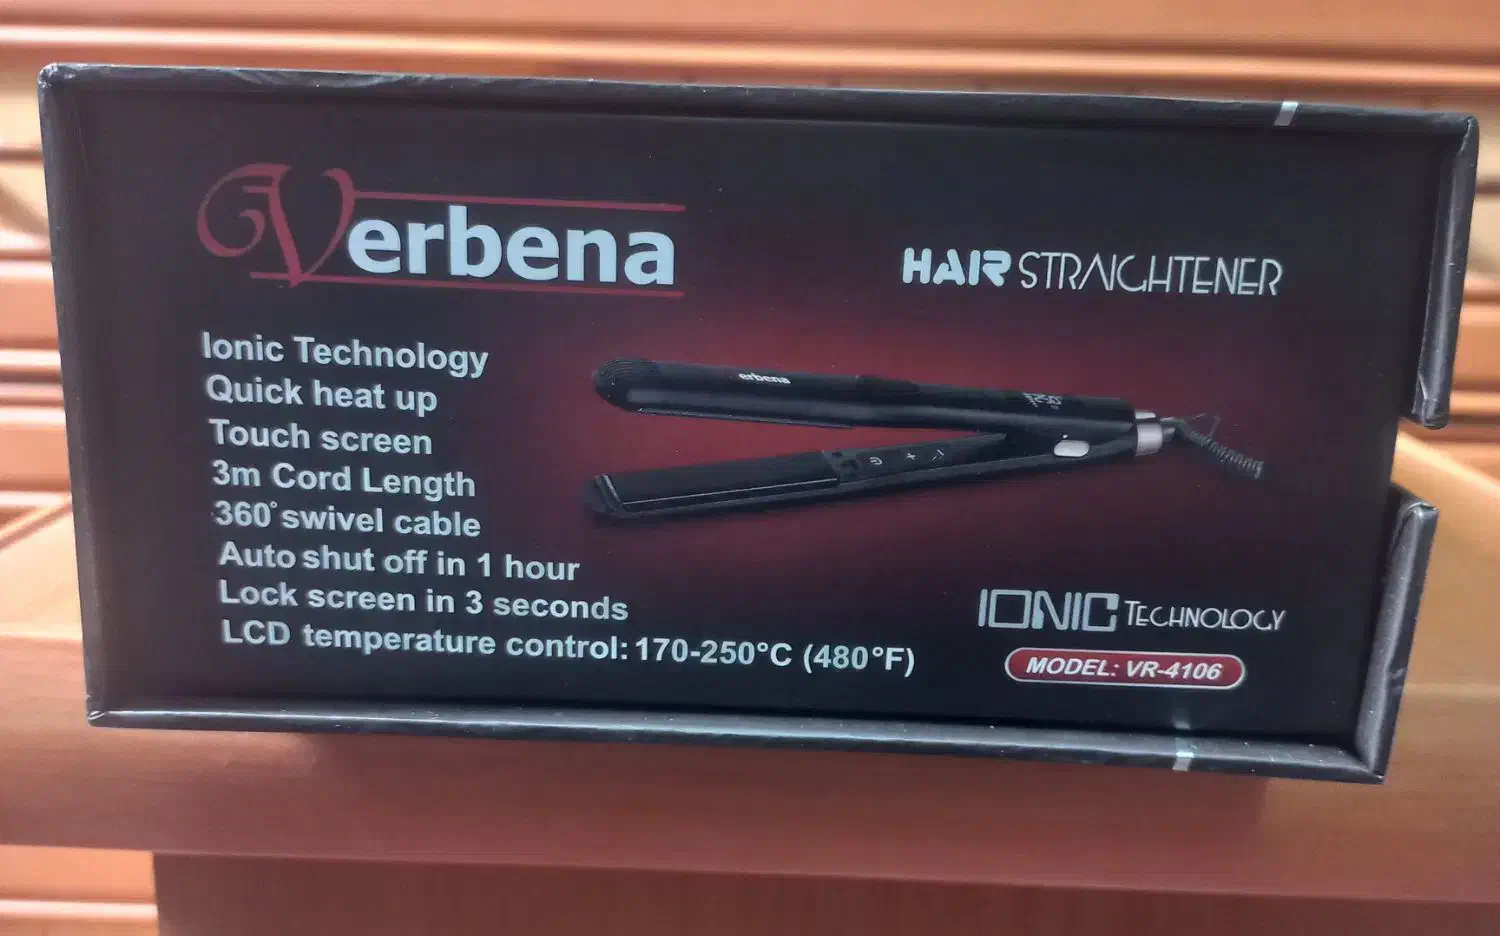 Verbena
HAIR STRAIGHTENER
Ionic Technology
Quick heat up
Touch screen
3m Cord Length
360° swivel cable
Auto shut off in 1 hour
Lock screen in 3 seconds
LCD temperature control: 170-250°C (480°F)
erbena
IONIC TECHNOLOGY
MODEL: VR-4106